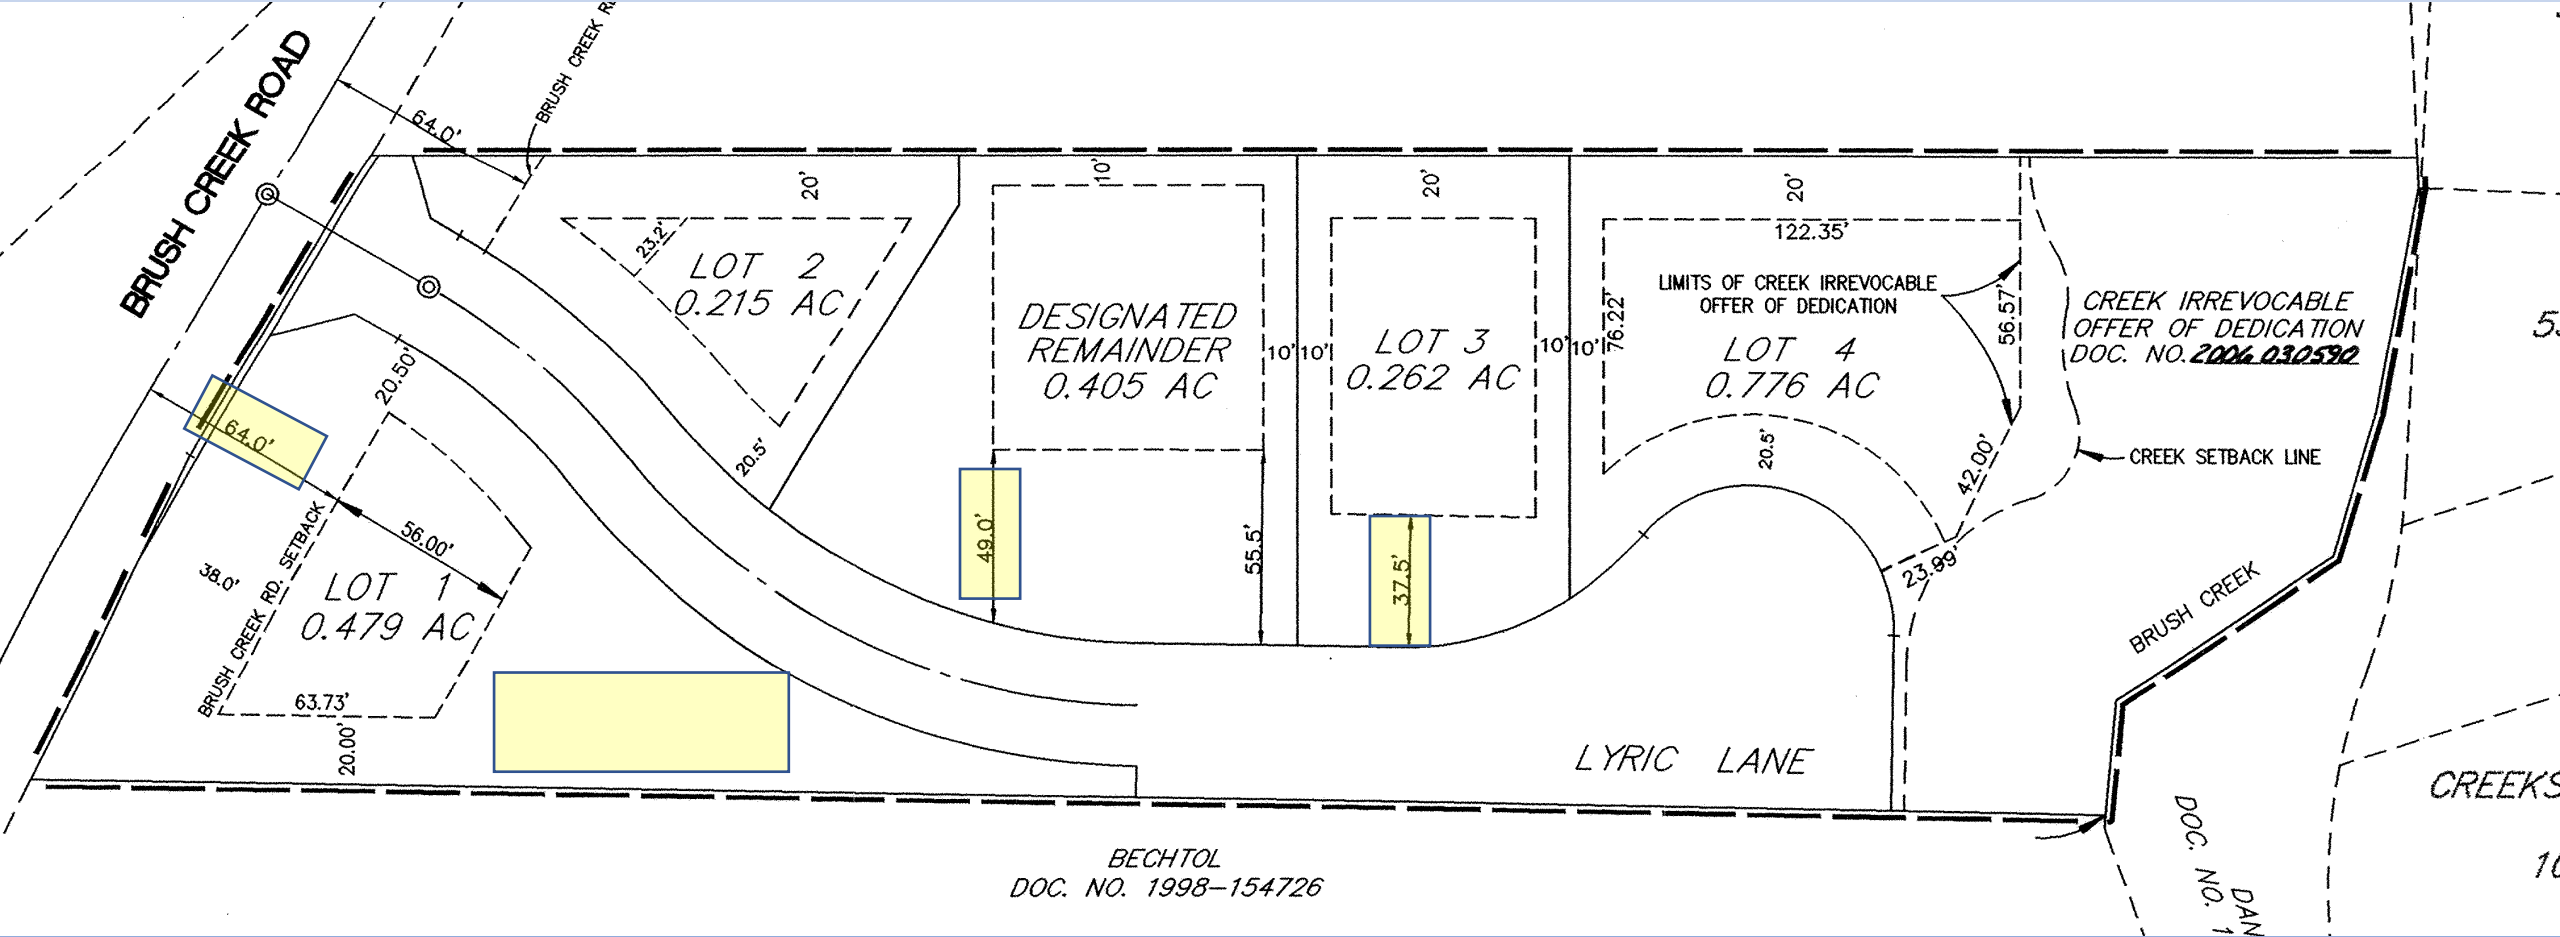 BRUSH CREEK ROAD
64.0'
BRUSH CREEK
20'
23.2'
LOT 2
0.215 AC
10'
DESIGNATED
REMAINDER
0.405 AC
10'
10'
20'
LOT 3
0.262 AC
10'
10'
20'
122.35'
76.22'
LIMITS OF CREEK IRREVOCABLE
OFFER OF DEDICATION
56.57'
LOT 4
0.776 AC
CREEK IRREVOCABLE
OFFER OF DEDICATION
DOC. NO. 2006 030590
20.50'
64.0'
20.5'
20.5'
42.00'
CREEK SETBACK LINE
BRUSH CREEK RD. SETBACK
56.00'
38.0'
LOT 1
0.479 AC
49.0'
55.5'
37.5'
23.99'
BRUSH CREEK
63.73'
20.00'
LYRIC LANE
BECHTOL
DOC. NO. 1998-154726
DOC.
NO. 1
DAN
CREEKS
10